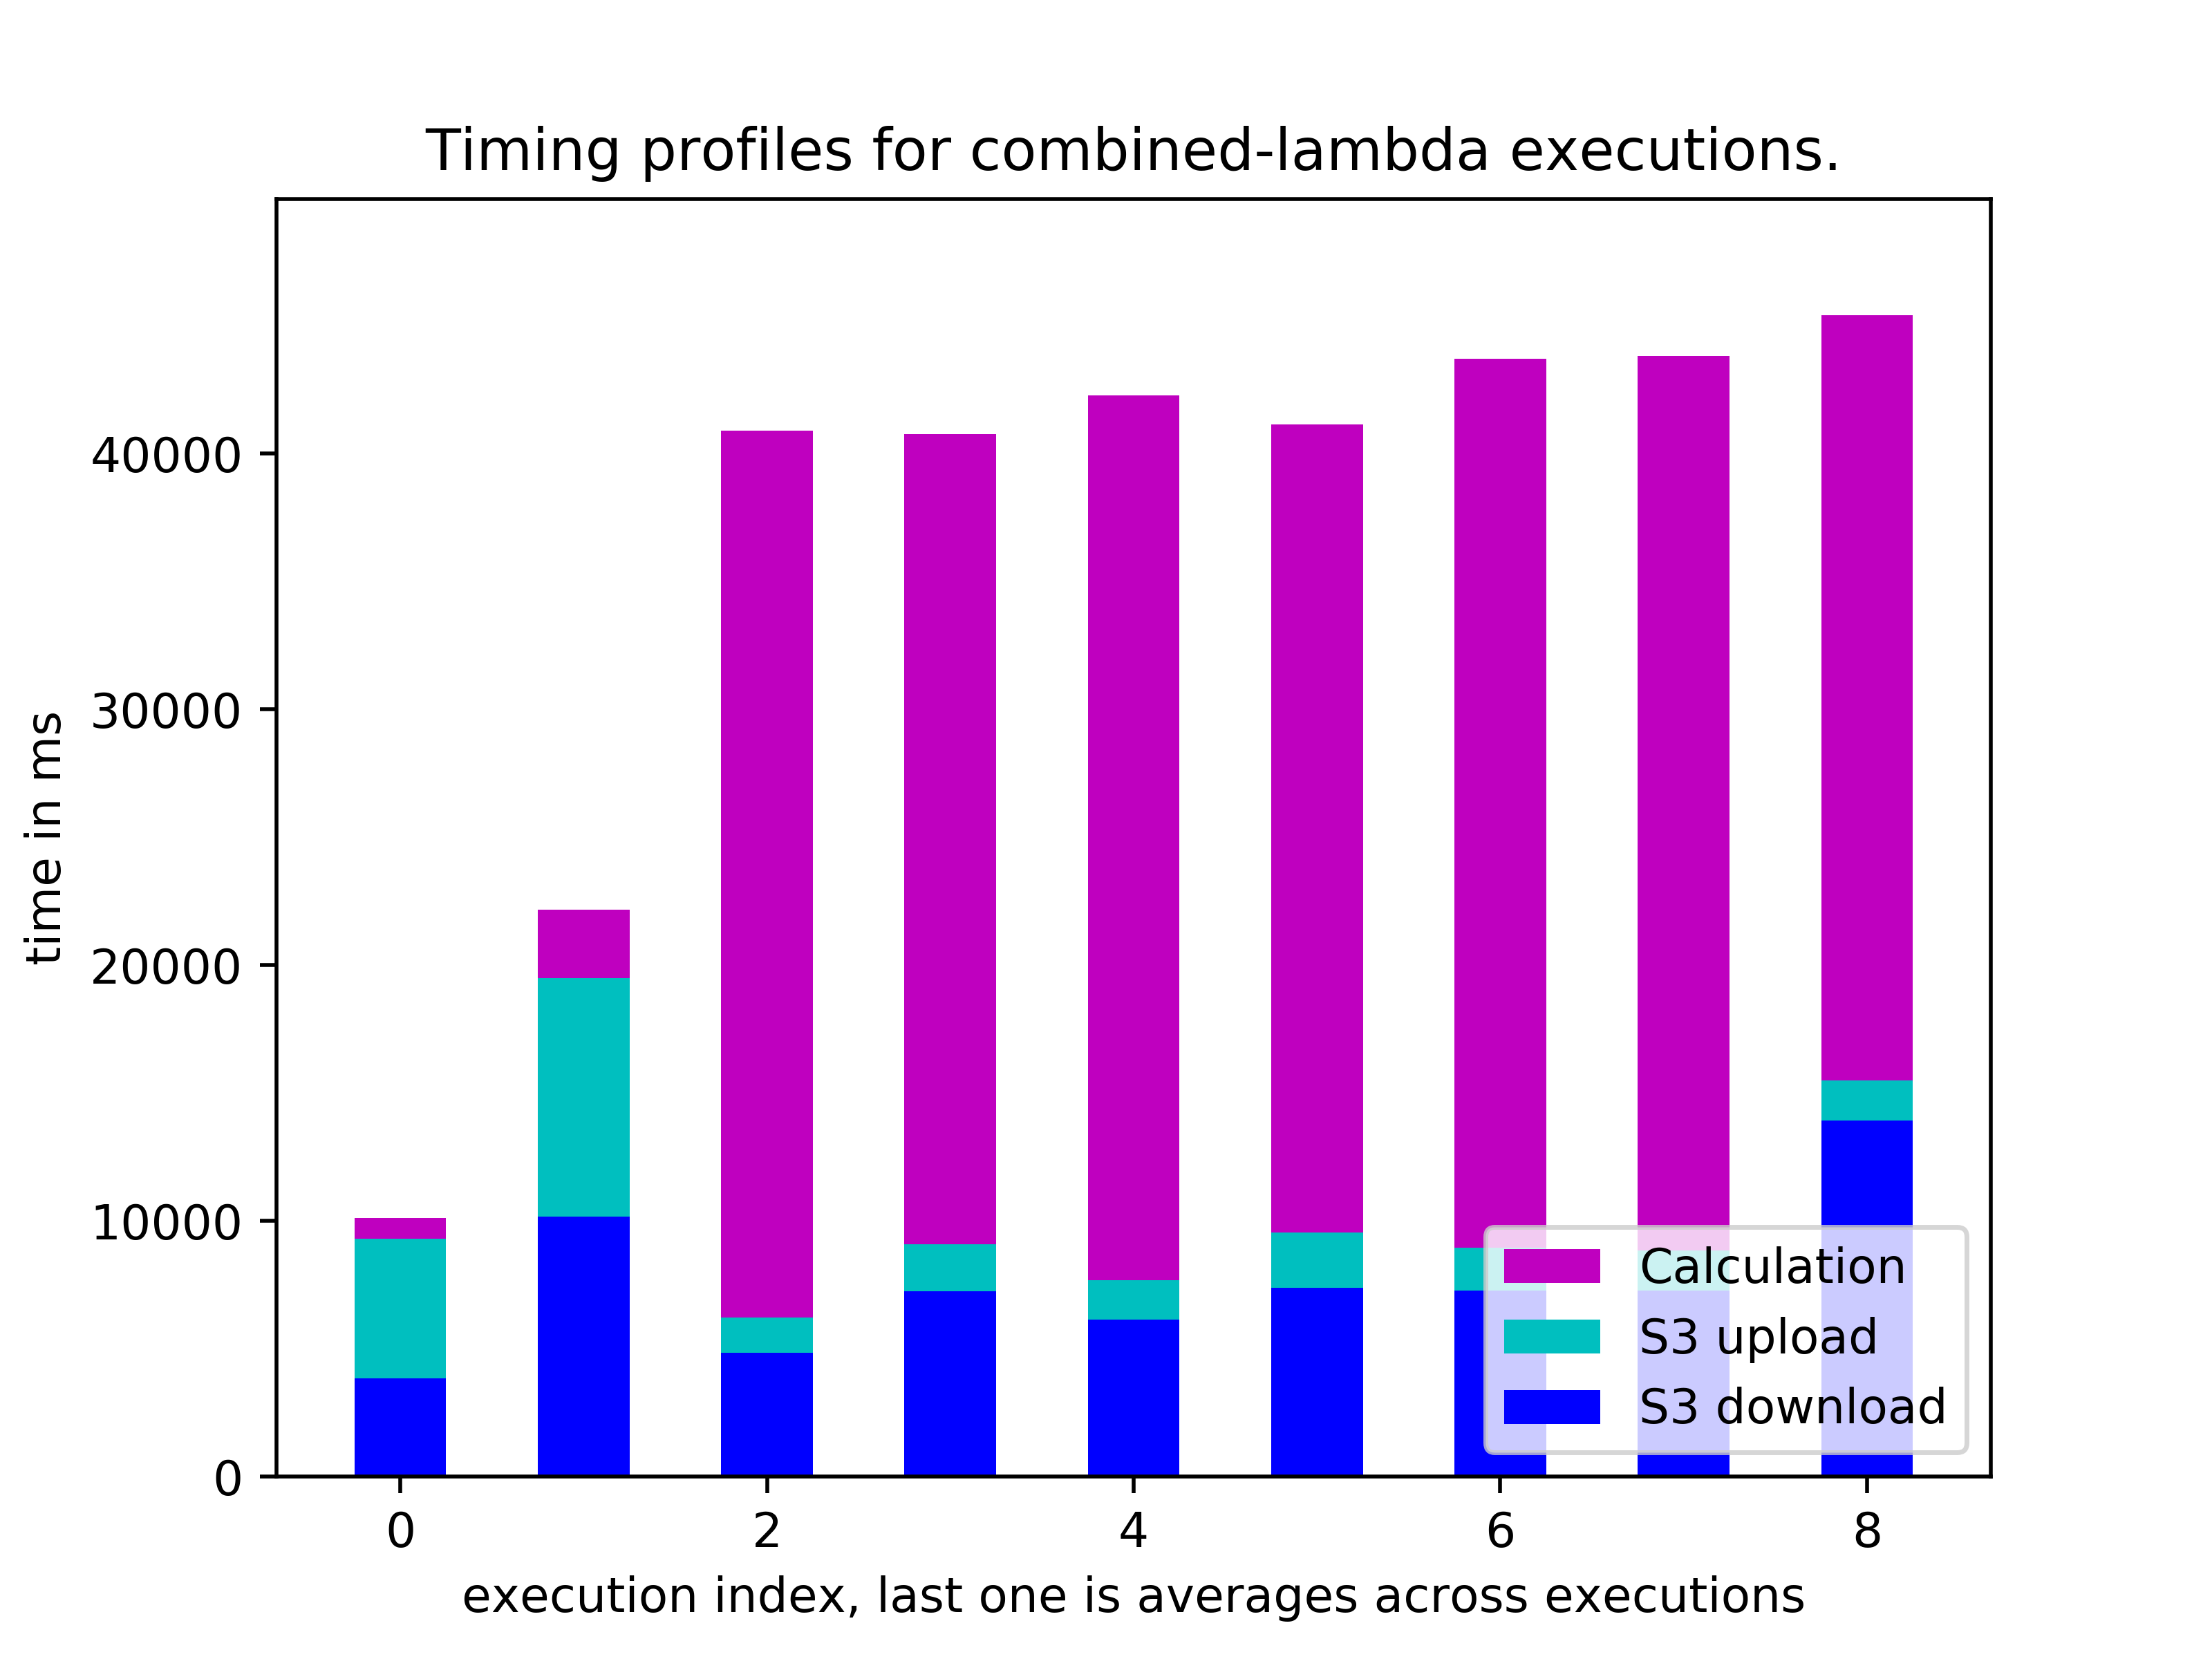 Timing profiles for combined-lambda executions.
time in ms
40000
30000
20000
10000
0
Calculation
S3 upload
S3 download
0 2 4 6 8
execution index, last one is averages across executions